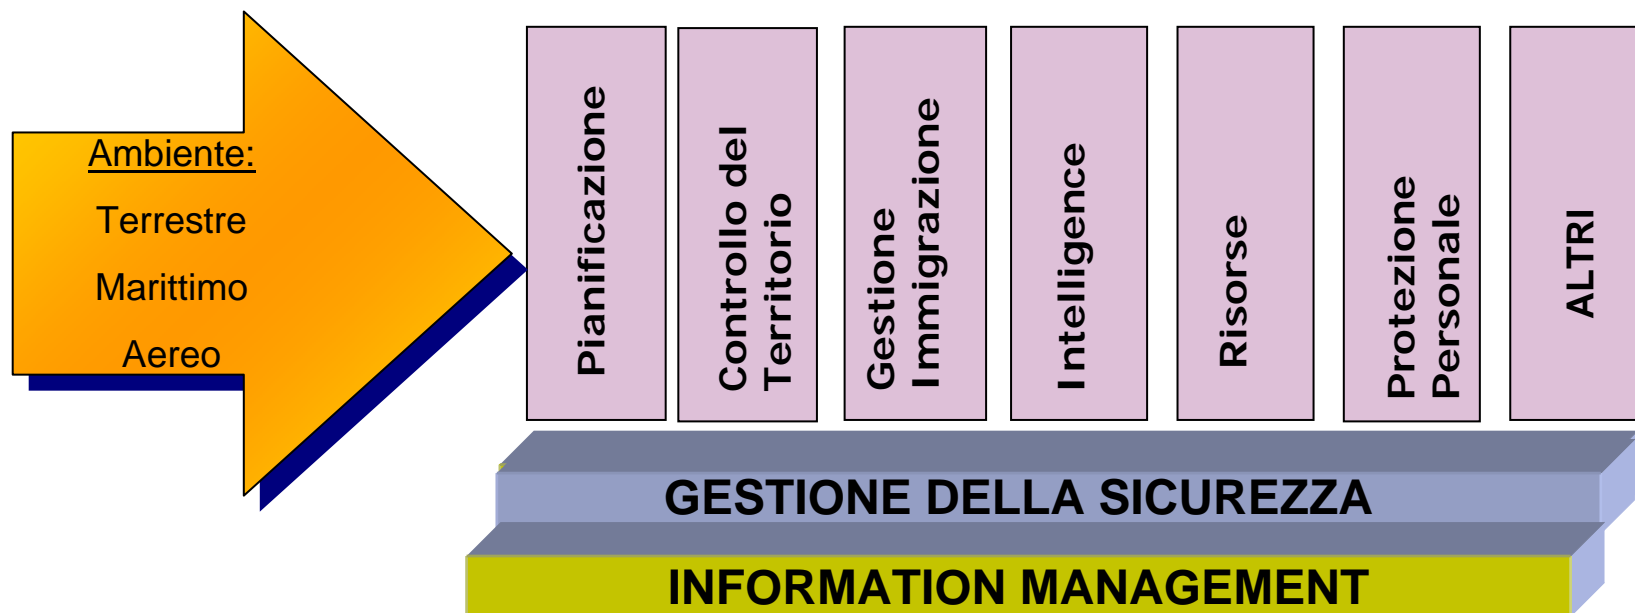 Ambiente:
Terrestre
Marittimo
Aereo
Pianificazione
Controllo del
Territorio
Gestione
Immigrazione
Intelligence
Risorse
Protezione
Personale
ALTRI
GESTIONE DELLA SICUREZZA
INFORMATION MANAGEMENT